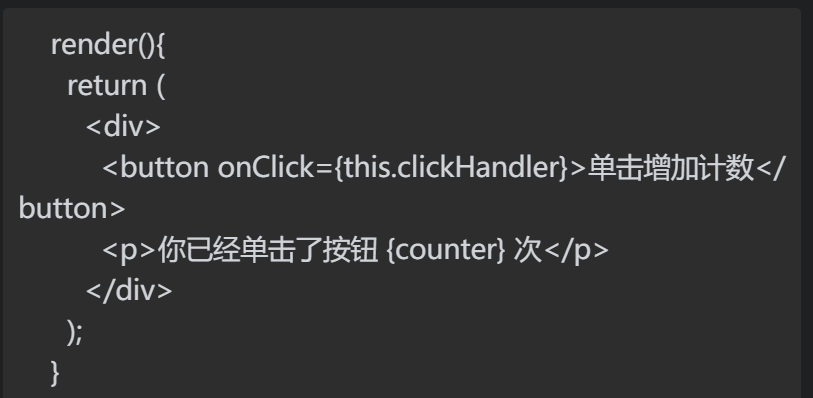 render(){
return (
<div>
<button onClick={this.clickHandler}>单击增加计数</
button>
<p>你已经单击了按钮 {counter} 次</p>
</div>
);
}